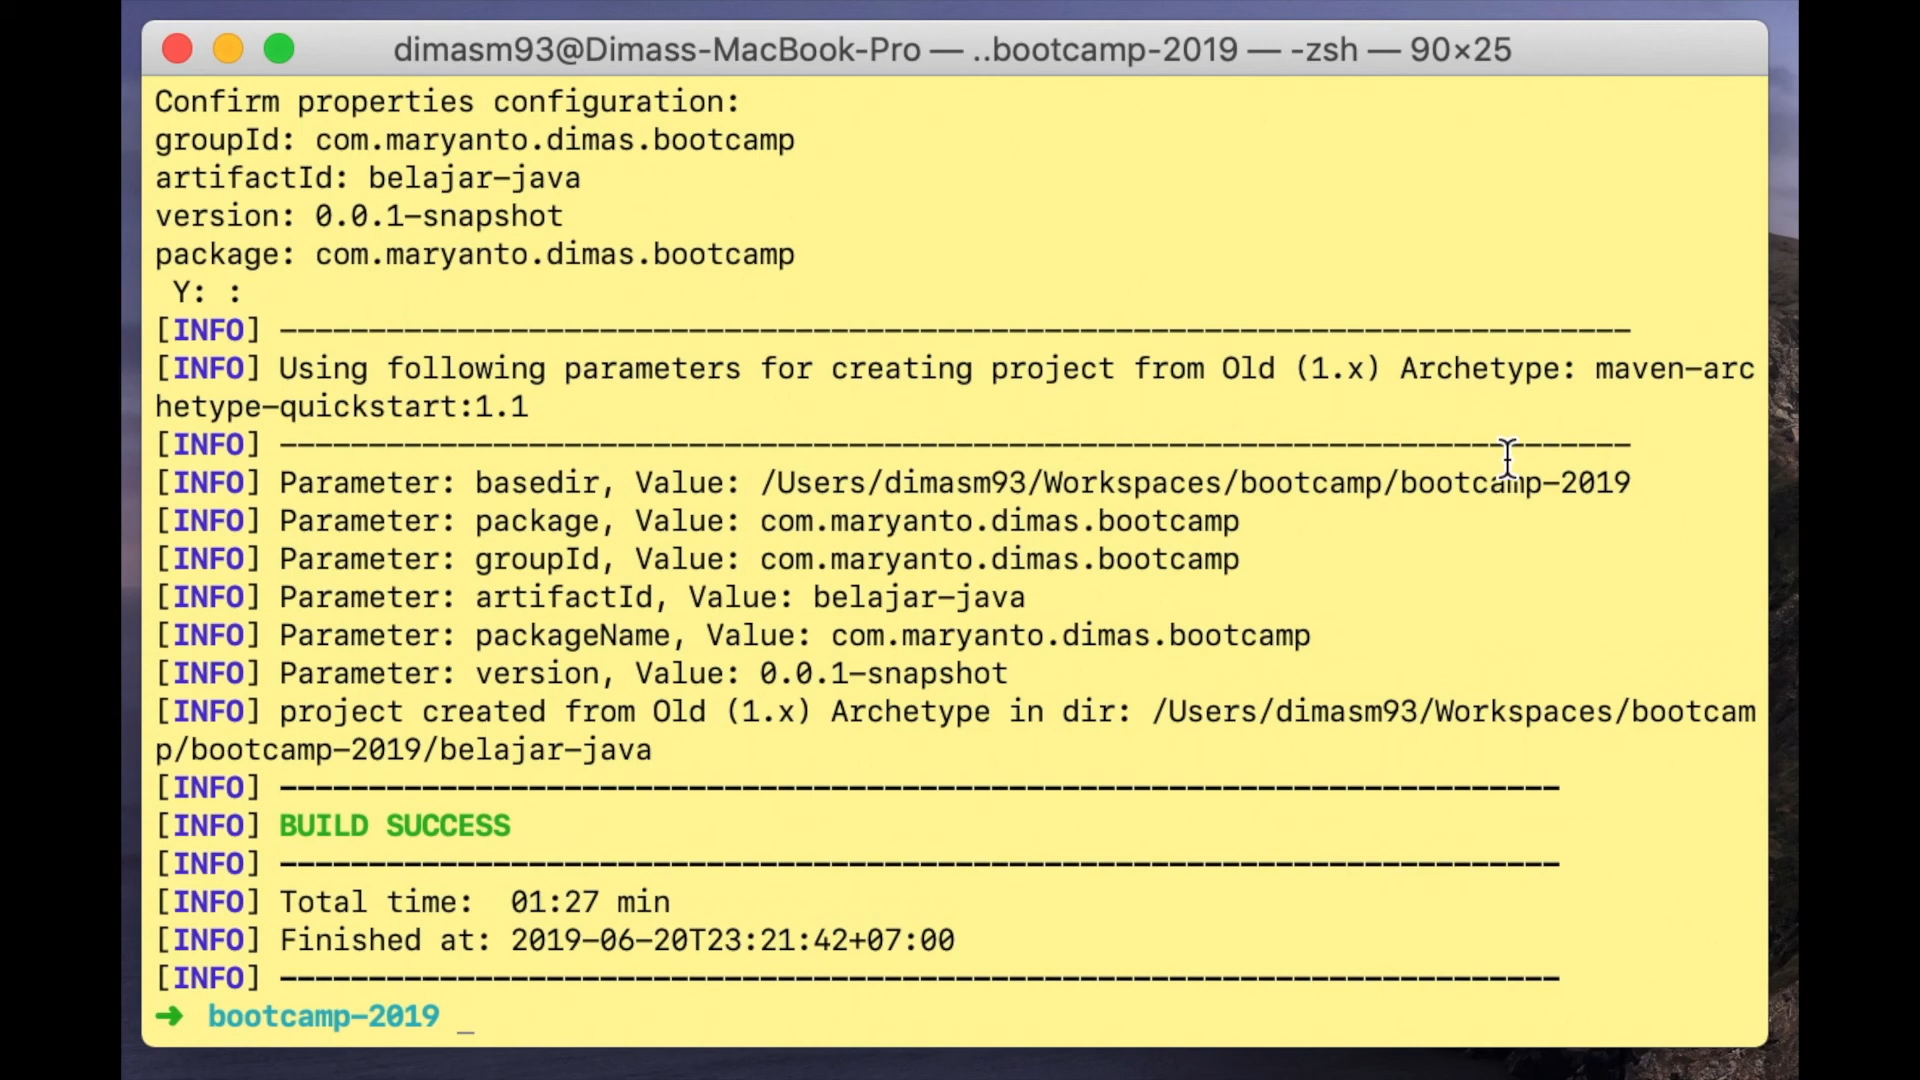 dimasm93@Dimass-MacBook-Pro — ..bootcamp-2019 — -zsh — 90×25
Confirm properties configuration:
groupId: com.maryanto.dimas.bootcamp
artifactId: belajar-java
version: 0.0.1-snapshot
package: com.maryanto.dimas.bootcamp
 Y: :
[INFO] ----------------------------------------------------------------------------
[INFO] Using following parameters for creating project from Old (1.x) Archetype: maven-arc
hetype-quickstart:1.1
[INFO] ----------------------------------------------------------------------------
[INFO] Parameter: basedir, Value: /Users/dimasm93/Workspaces/bootcamp/bootcamp-2019
[INFO] Parameter: package, Value: com.maryanto.dimas.bootcamp
[INFO] Parameter: groupId, Value: com.maryanto.dimas.bootcamp
[INFO] Parameter: artifactId, Value: belajar-java
[INFO] Parameter: packageName, Value: com.maryanto.dimas.bootcamp
[INFO] Parameter: version, Value: 0.0.1-snapshot
[INFO] project created from Old (1.x) Archetype in dir: /Users/dimasm93/Workspaces/bootcam
p/bootcamp-2019/belajar-java
[INFO] ------------------------------------------------------------------------
[INFO] BUILD SUCCESS
[INFO] ------------------------------------------------------------------------
[INFO] Total time:  01:27 min
[INFO] Finished at: 2019-06-20T23:21:42+07:00
[INFO] ------------------------------------------------------------------------
➜  bootcamp-2019 _